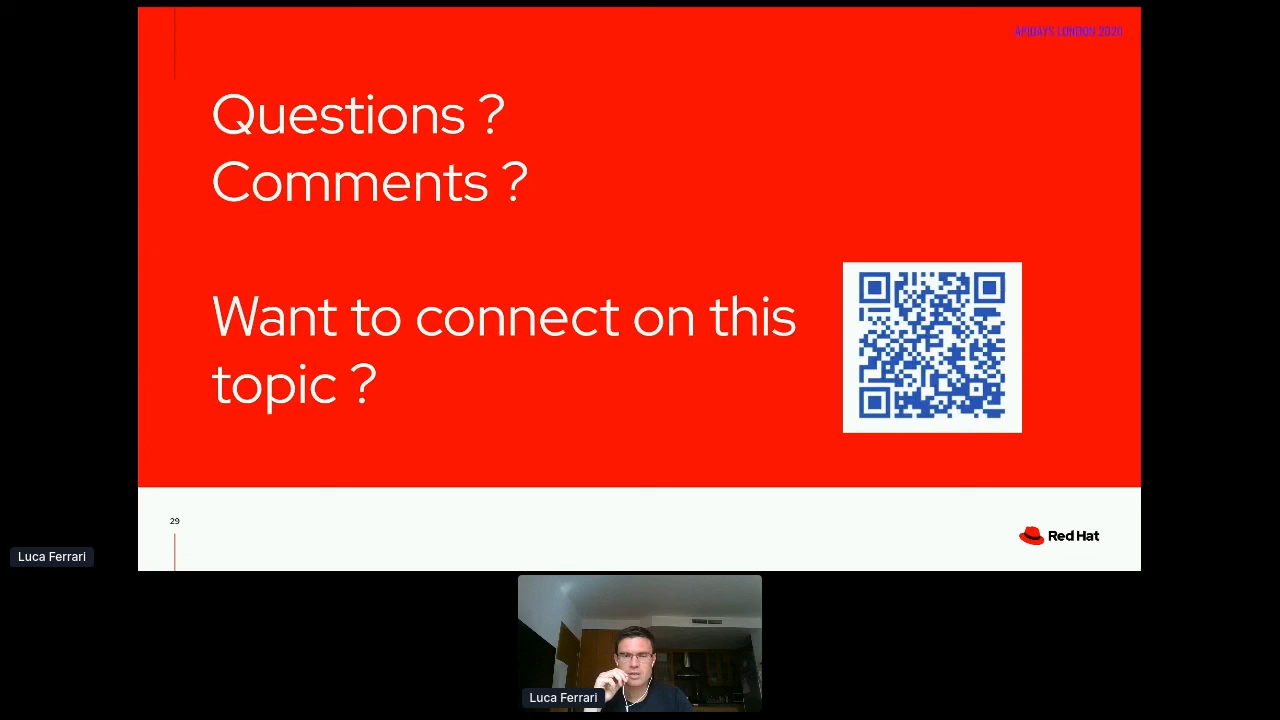 APIDAYS LONDON 2020
Questions ?
Comments ?
Want to connect on this
topic ?
29
Red Hat
Luca Ferrari
Luca Ferrari